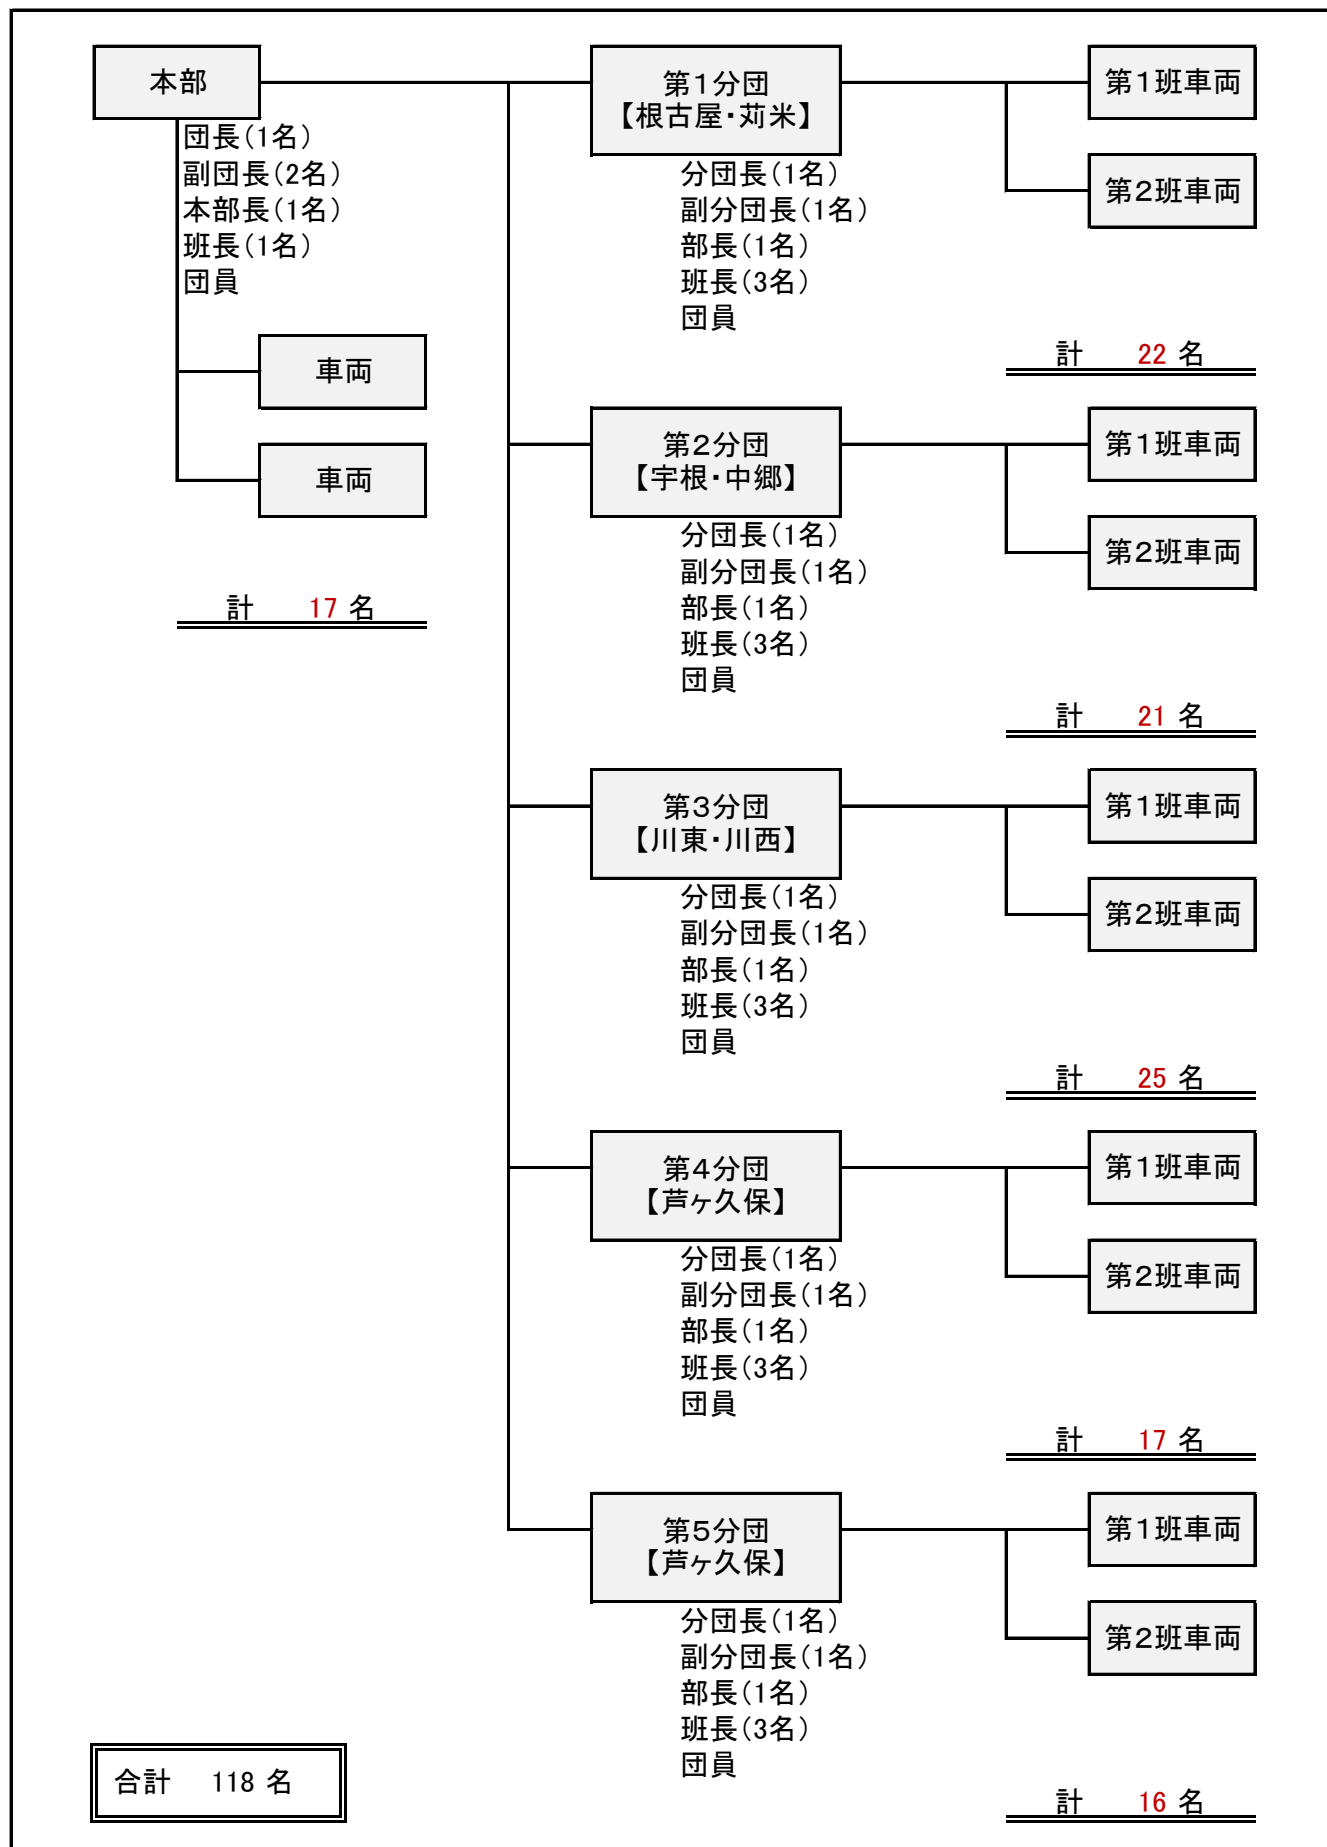 本部
団長(1名)
副団長(2名)
本部長(1名)
班長(1名)
団員
車両
車両
計 17 名
第1分団
【根古屋・苅米】
分団長(1名)
副分団長(1名)
部長(1名)
班長(3名)
団員
第1班車両
第2班車両
計 22 名
第2分団
【宇根・中郷】
分団長(1名)
副分団長(1名)
部長(1名)
班長(3名)
団員
第1班車両
第2班車両
計 21 名
第3分団
【川東・川西】
分団長(1名)
副分団長(1名)
部長(1名)
班長(3名)
団員
第1班車両
第2班車両
計 25 名
第4分団
【芦ヶ久保】
分団長(1名)
副分団長(1名)
部長(1名)
班長(3名)
団員
第1班車両
第2班車両
計 17 名
第5分団
【芦ヶ久保】
分団長(1名)
副分団長(1名)
部長(1名)
班長(3名)
団員
第1班車両
第2班車両
計 16 名
合計 118 名